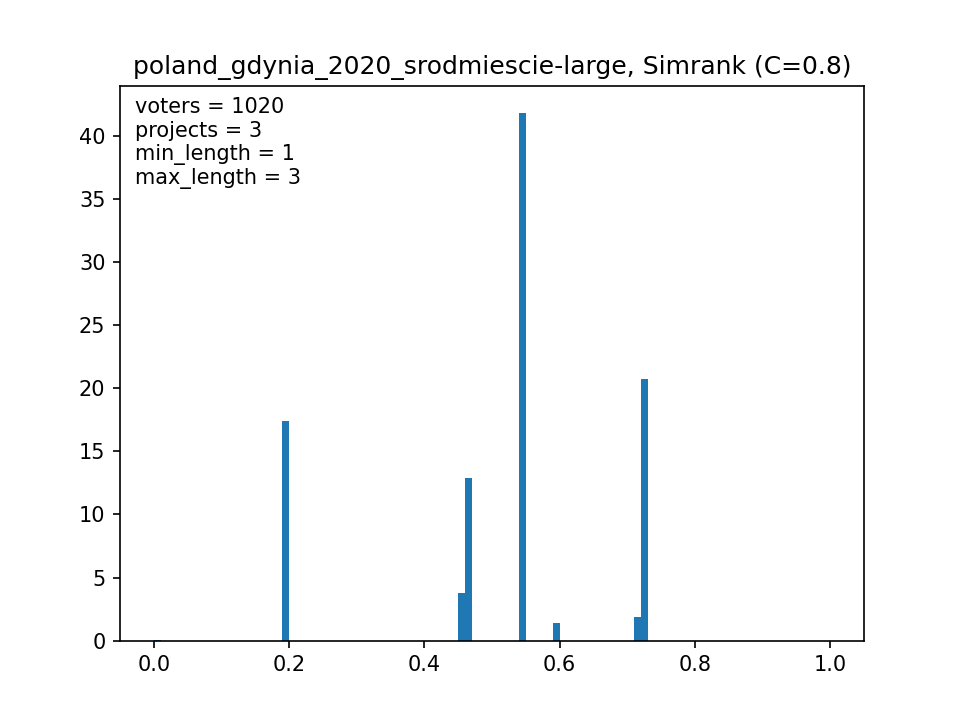 poland_gdynia_2020_srodmiescie-large, Simrank (C=0.8)
voters = 1020
projects = 3
min_length = 1
max_length = 3
40
35
30
25
20
15
10
5
0
0.0 0.2 0.4 0.6 0.8 1.0